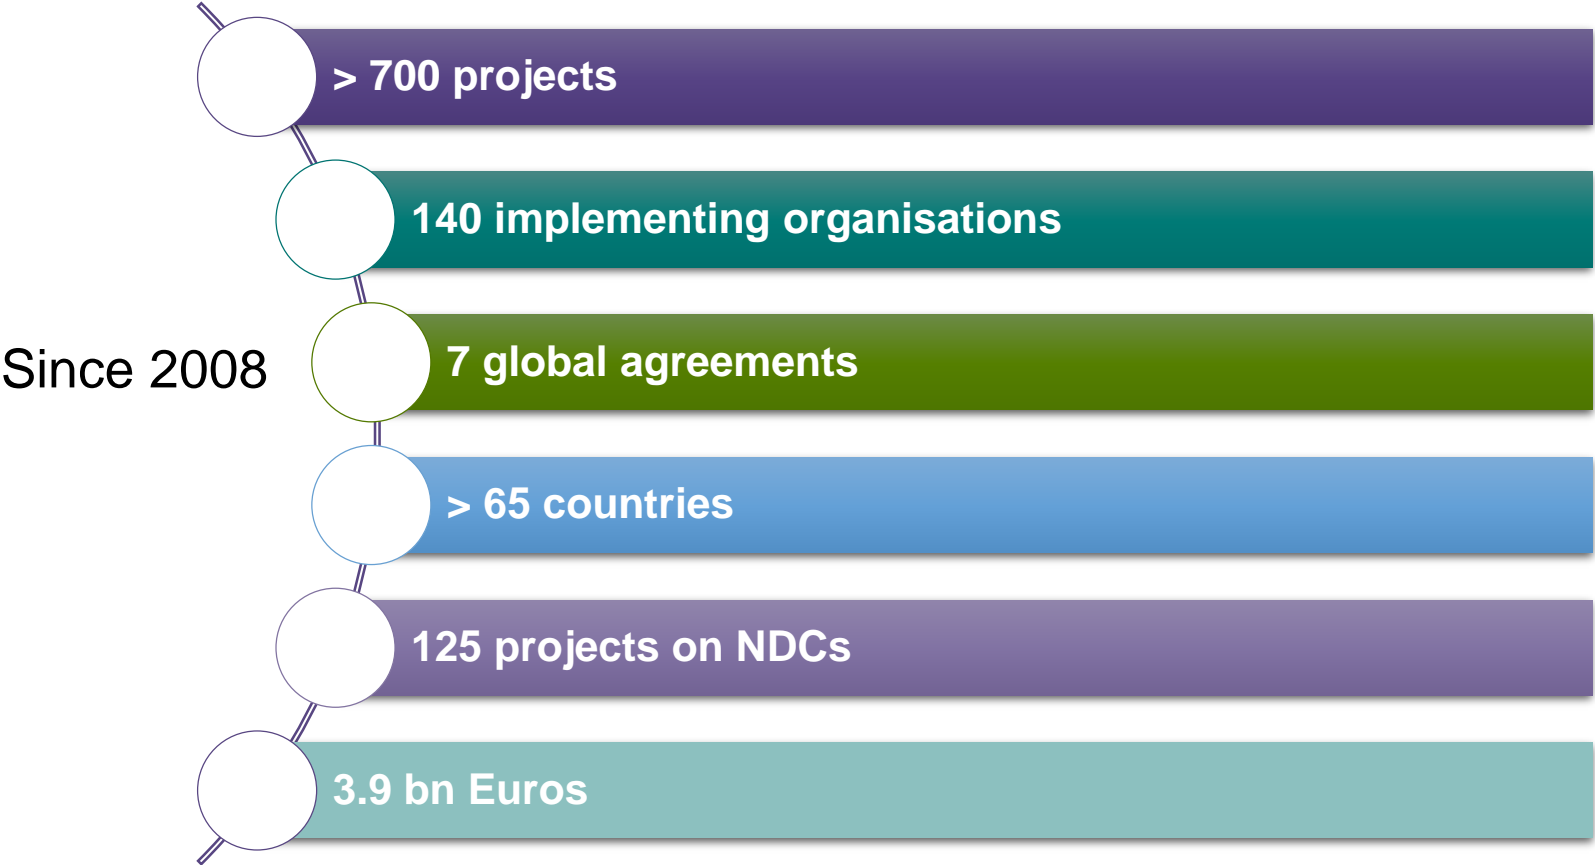 > 700 projects
140 implementing organisations
Since 2008
7 global agreements
> 65 countries
125 projects on NDCs
3.9 bn Euros